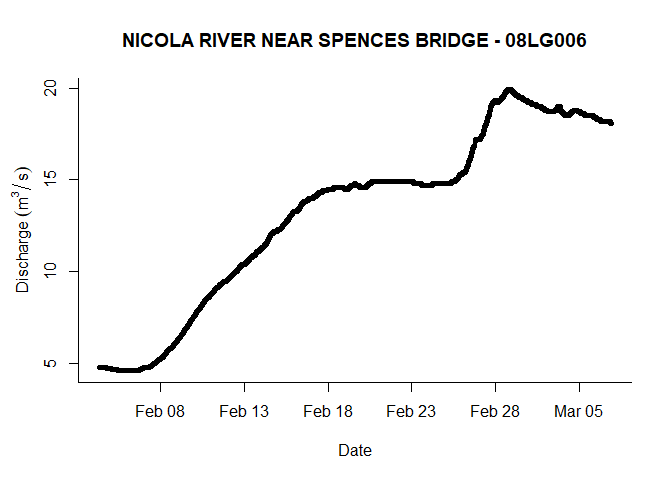 NICOLA RIVER NEAR SPENCES BRIDGE - 08LG006
20
15
10
5
Discharge (m³/s)
Feb 08 Feb 13 Feb 18 Feb 23 Feb 28 Mar 05
Date